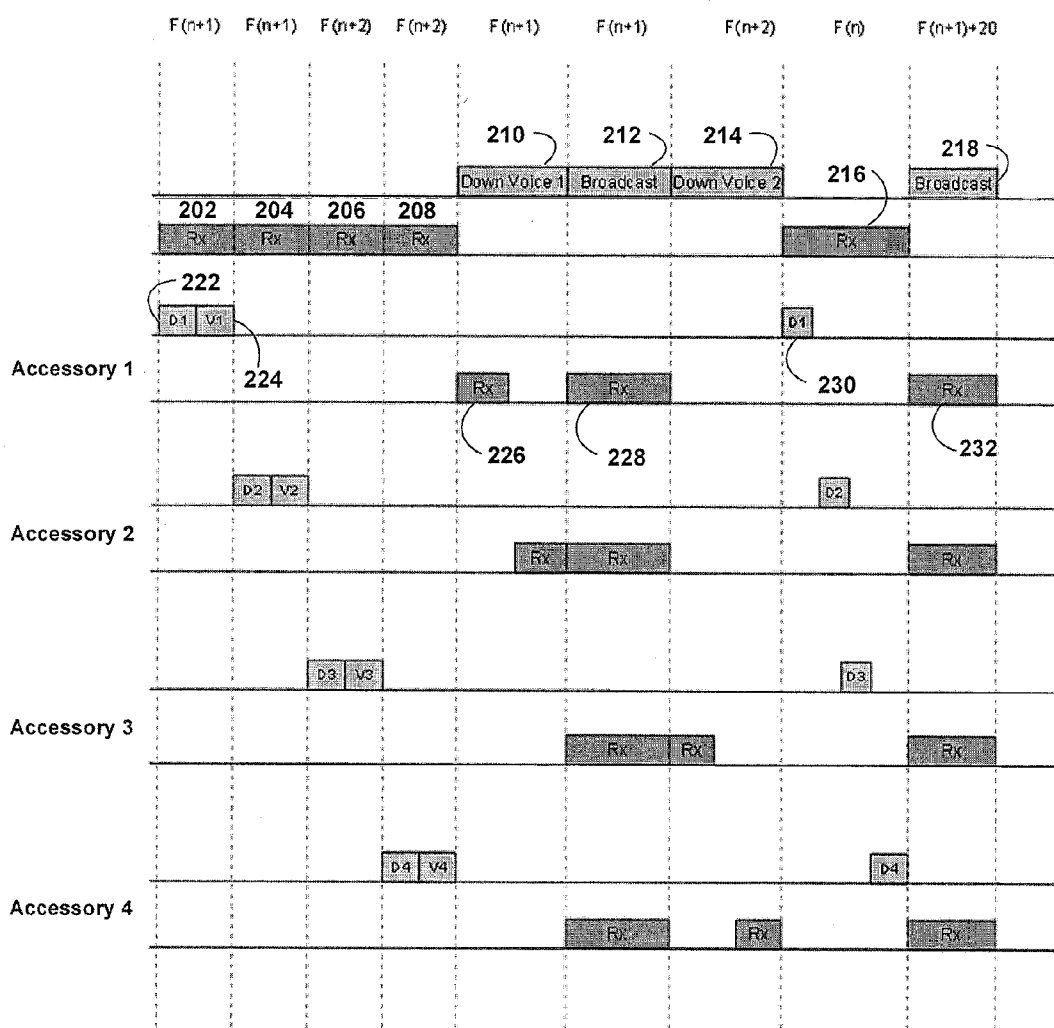 F(n+1) F(n+1) F(n+2) F(n+2) F(n+1) F(n+1) F(n+2) F(n) F(n+1)+20
210 212 214 218
Down Voice 1 Broadcast Down Voice 2 Broadcast
216
202 204 206 208
Rx Rx Rx Rx Rx
222
D1 V1 D1
224 230
Accessory 1
Rx Rx Rx
226 228 232
D2 V2 D2
Accessory 2
Rx Rx Rx
D3 V3 D3
Accessory 3
Rx Rx Rx
D4 V4 D4
Accessory 4
Rx Rx Rx